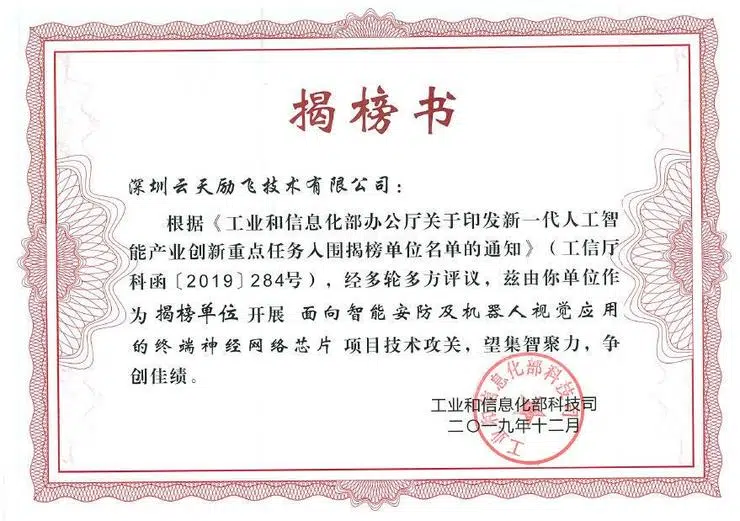 揭榜书
深圳云天励飞技术有限公司：
根据《工业和信息化部办公厅关于印发新一代人工智
能产业创新重点任务入围揭榜单位名单的通知》（工信厅
科函〔2019〕284号），经多轮多方评议，兹由你单位作
为 揭榜单位 开展 面向智能安防及机器人视觉应用
的终端神经网络芯片 项目技术攻关，望集智聚力，争
创佳绩。
工业和信息化部科技司
工业和信息化部科技司
二〇一九年十二月